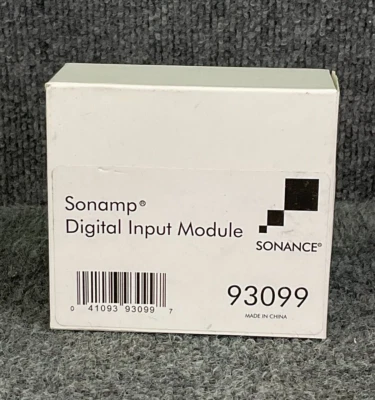 Sonamp®
Digital Input Module
SONANCE®
0 41093 93099 7
93099
MADE IN CHINA